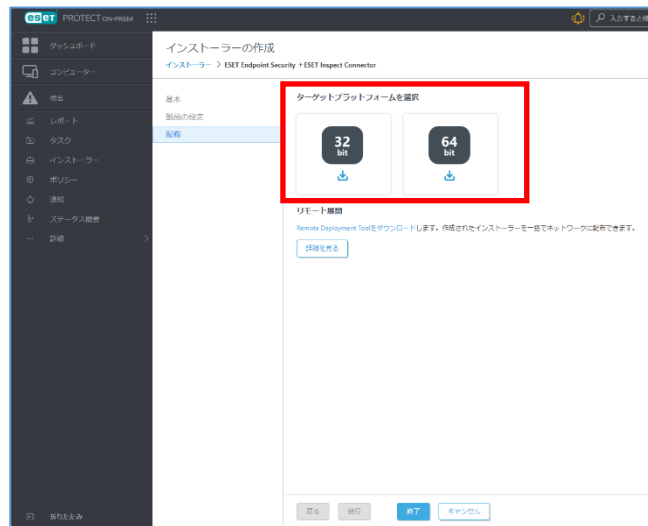 eset PROTECT ON-PREM
入力すると検
ダッシュボード
コンピューター
検出
レポート
タスク
インストーラー
ポリシー
通知
ステータス概要
詳細
折りたたみ
インストーラーの作成
インストーラー > ESET Endpoint Security + ESET Inspect Connector
基本
製品の設定
配布
ターゲットプラットフォームを選択
32
bit
64
bit
リモート展開
Remote Deployment Toolをダウンロードします。作成されたインストーラーを一括でネットワークに配布できます。
詳細を見る
戻る
続行
終了
キャンセル